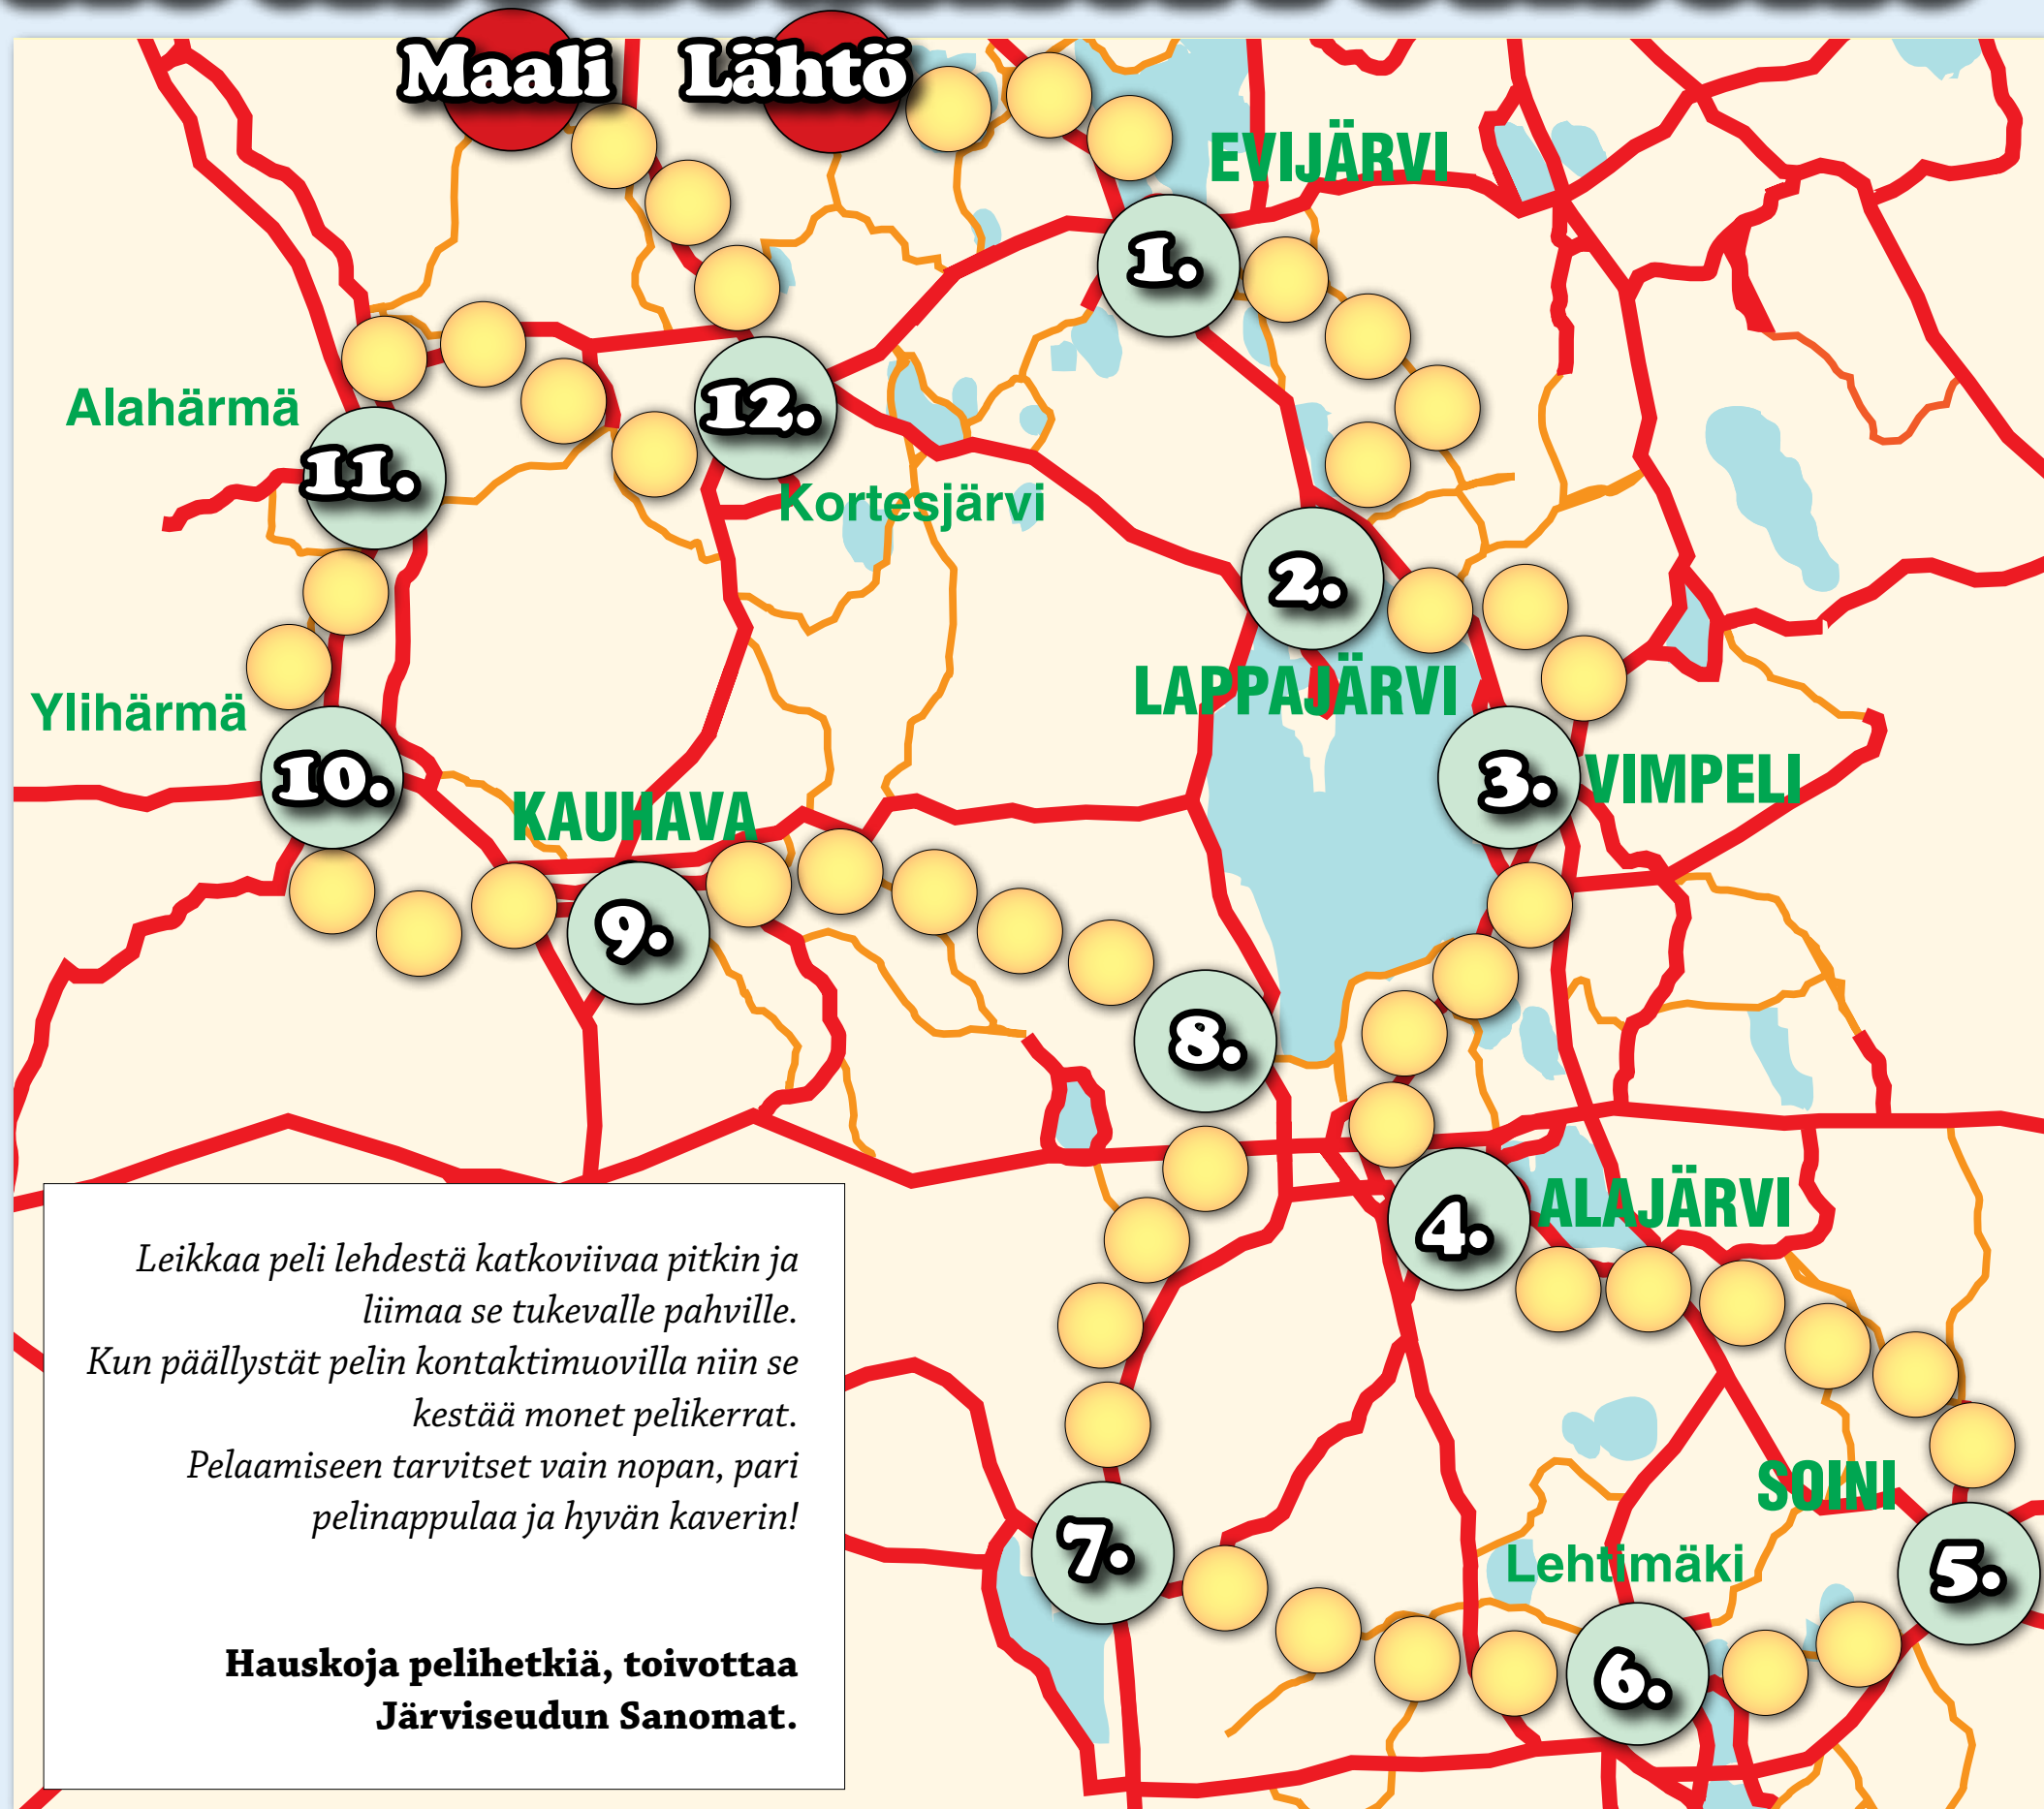 Maali Lähtö
EVIJÄRVI
1.
Alahärmä
12.
11.
Kortesjärvi
2.
LAPPAJÄRVI
Ylihärmä
3. VIMPELI
10.
KAUHAVA
9.
8.
4. ALAJÄRVI
Leikkaa peli lehdestä katkoviivaa pitkin ja
liimaa se tukevalle pahville.
Kun päällystät pelin kontaktimuovilla niin se
kestää monet pelikerrat.
Pelaamiseen tarvitset vain nopan, pari
pelinappulaa ja hyvän kaverin!
Hauskoja pelihetkiä, toivottaa
Järviseudun Sanomat.
SOINI
7.
Lehtimäki
5.
6.